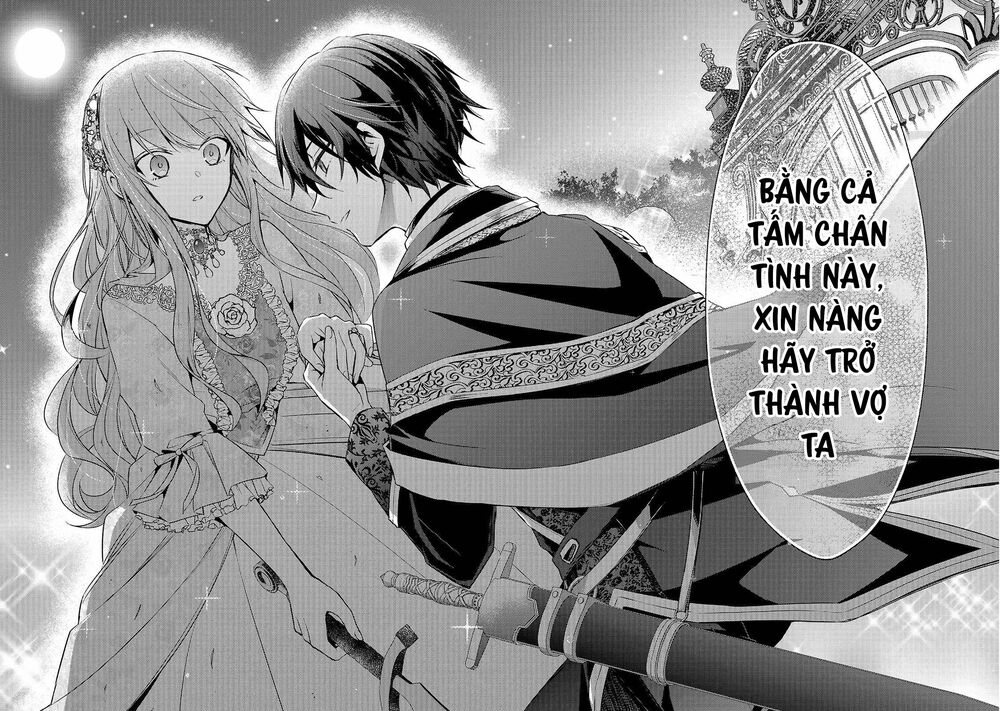 BẰNG CẢ
TẤM CHÂN
TÌNH NÀY,
XIN NÀNG
HÃY TRỞ
THÀNH VỢ
TA